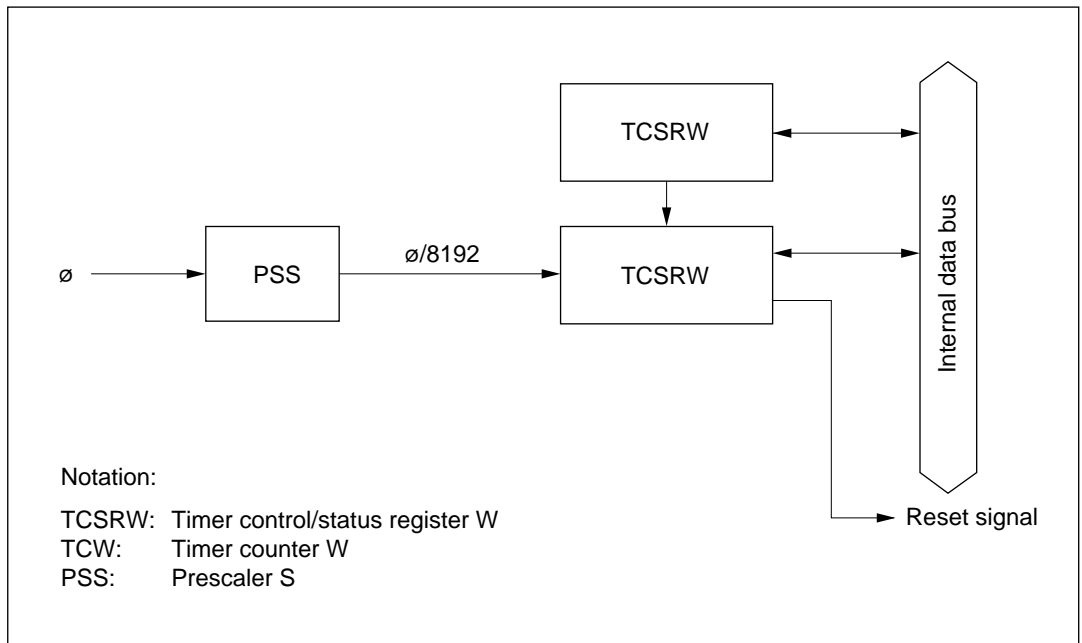 TCSRW
Internal data bus
ø
PSS
ø/8192
TCSRW
Reset signal
Notation:
TCSRW: Timer control/status register W
TCW: Timer counter W
PSS: Prescaler S